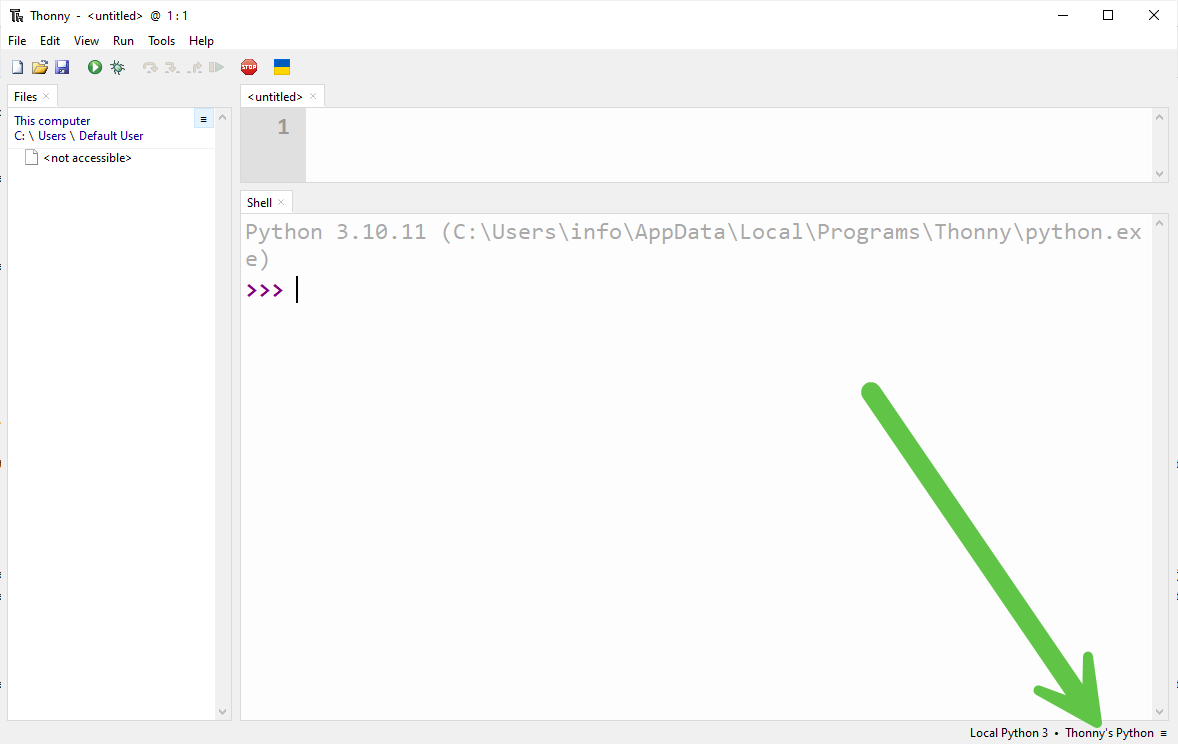 Thonny - <untitled> @ 1 : 1
File Edit View Run Tools Help
STOP
Files
<untitled>
This computer
C: \ Users \ Default User
<not accessible>
1
Shell
Python 3.10.11 (C:\Users\info\AppData\Local\Programs\Thonny\python.ex
e)
>>>
Local Python 3 • Thonny's Python ≡